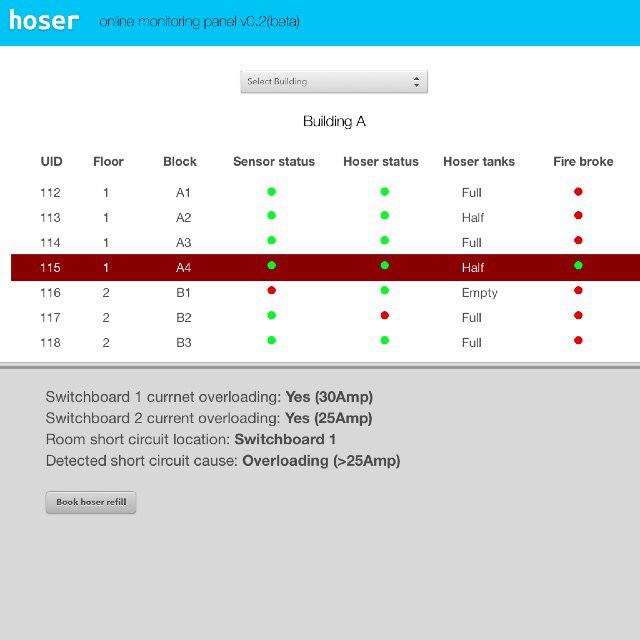 hoser online monitoring panel v0.2(beta)
Select Building
Building A
UID Floor Block Sensor status Hoser status Hoser tanks Fire broke
112 1 A1 Full
113 1 A2 Half
114 1 A3 Full
115 1 A4 Half
116 2 B1 Empty
117 2 B2 Full
118 2 B3 Full
Switchboard 1 currnet overloading: Yes (30Amp)
Switchboard 2 current overloading: Yes (25Amp)
Room short circuit location: Switchboard 1
Detected short circuit cause: Overloading (>25Amp)
Book hoser refill